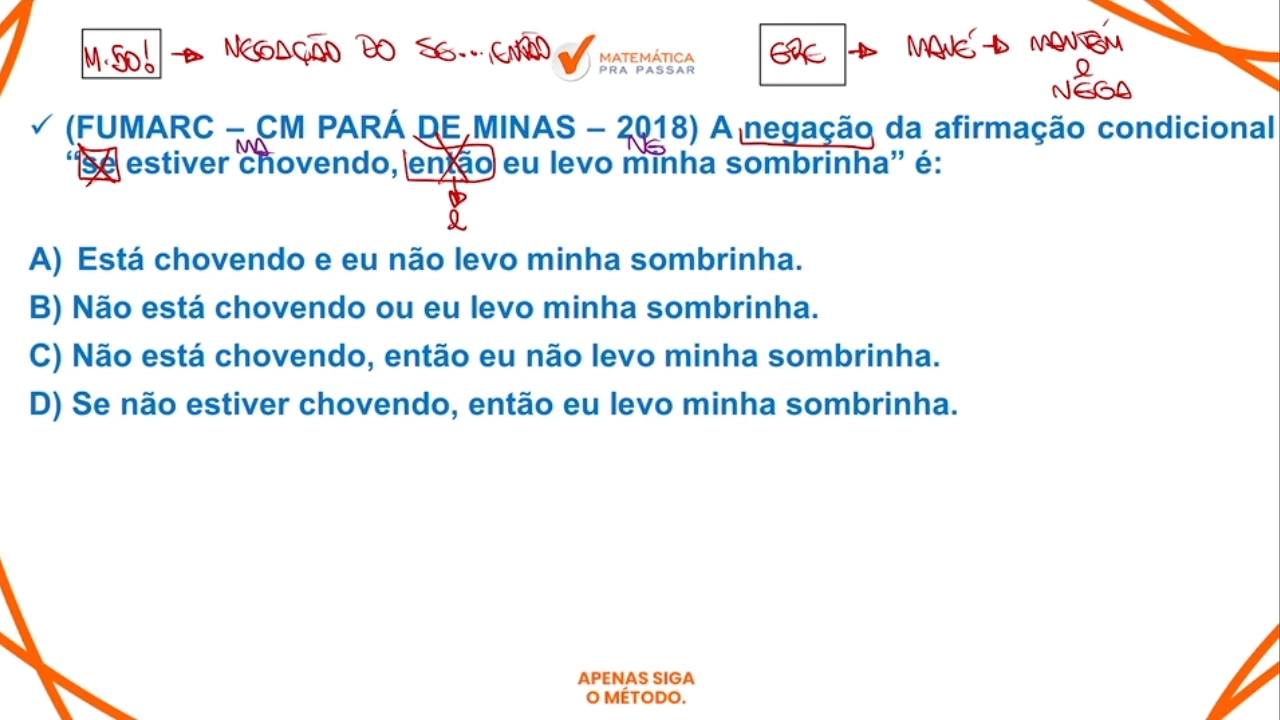 M.50! → NEGAÇÃO DO SE...,ENTÃO
MATEMÁTICA
PRA PASSAR
→ MANÉ → MANTÉM
e
NEGA
✓ (FUMARC – CM PARÁ DE MINAS – 2018) A negação da afirmação condicional
MA NE
“se estiver chovendo, então eu levo minha sombrinha” é:
e
A) Está chovendo e eu não levo minha sombrinha.
B) Não está chovendo ou eu levo minha sombrinha.
C) Não está chovendo, então eu não levo minha sombrinha.
D) Se não estiver chovendo, então eu levo minha sombrinha.
APENAS SIGA
O MÉTODO.